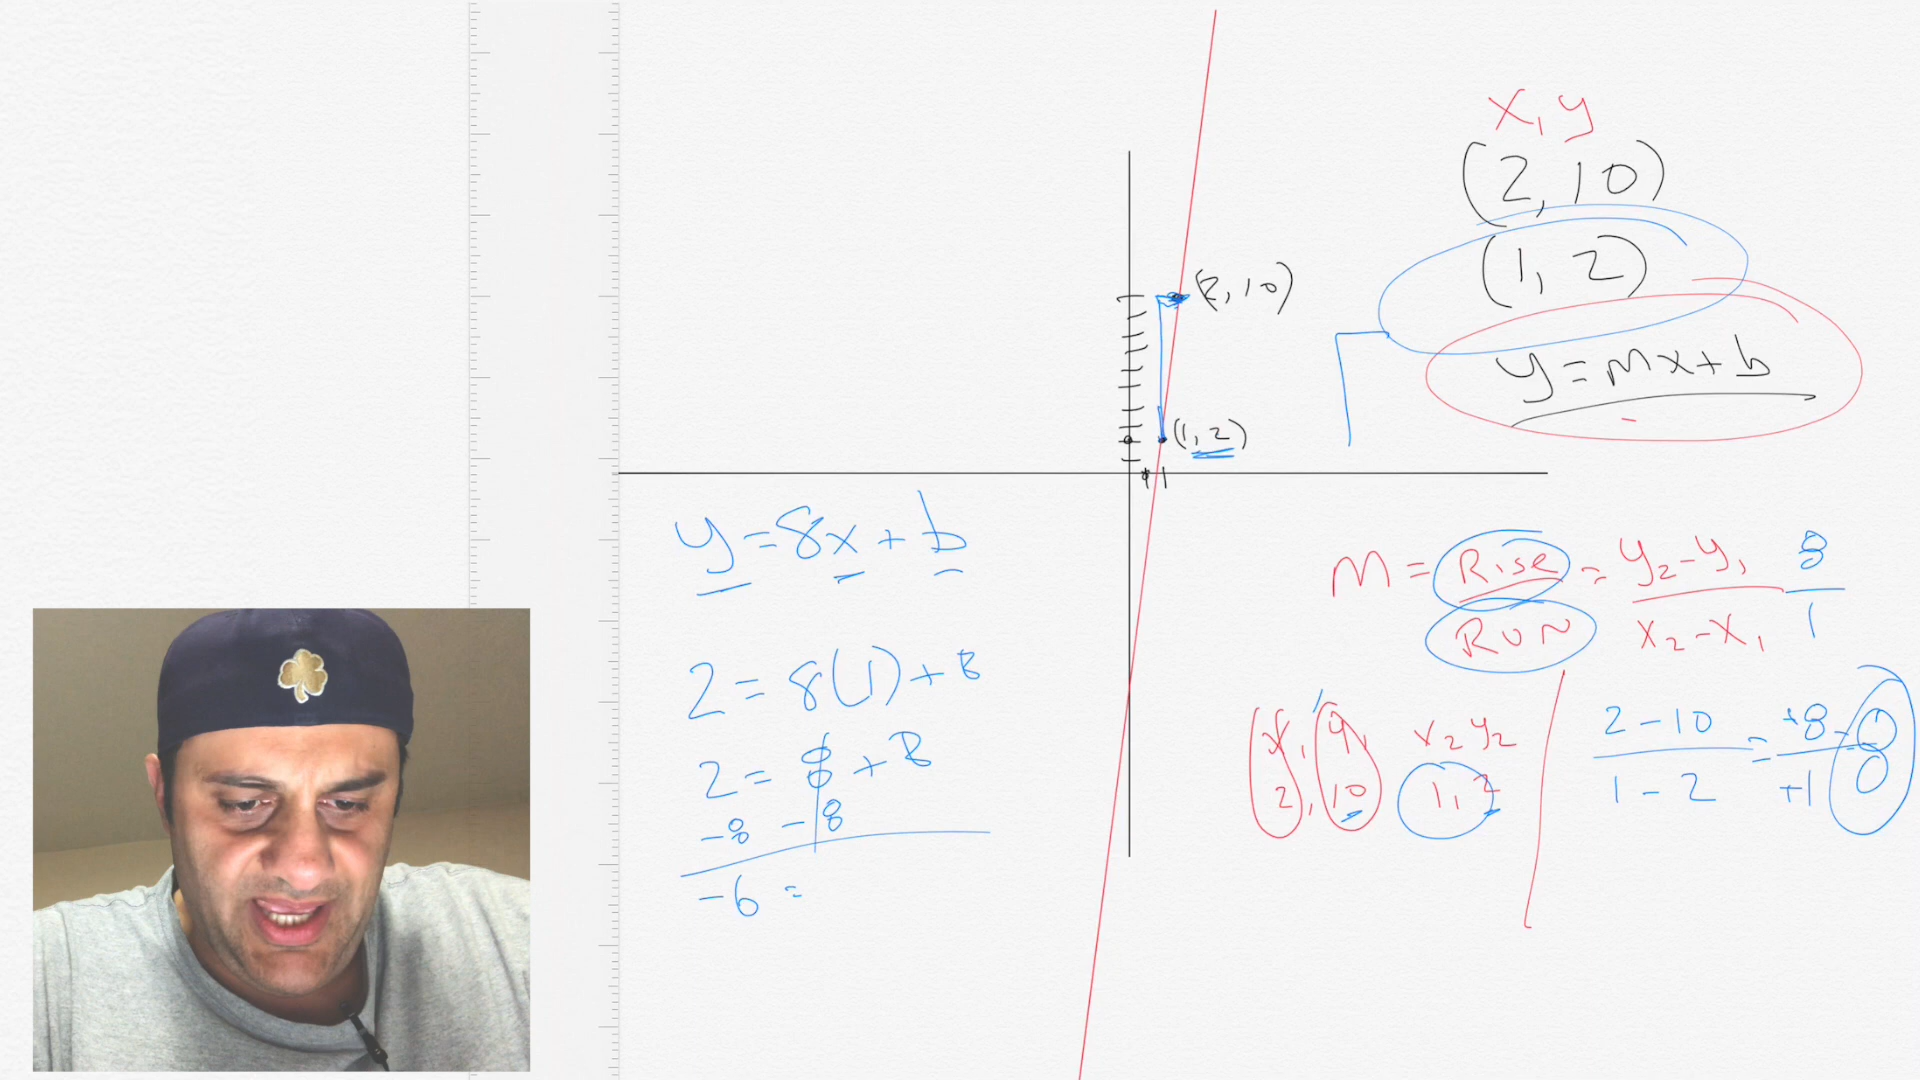 x, y
(2, 10)
(1, 2)
y = mx + b
(2, 10)
(1, 2)
1
y = 8x + b
2 = 8(1) + B
2 = 8 + B
-8 -8
-6 =
m = Rise = y₂ - y₁ 8
RUN x₂ - x₁ 1
x, y, x₂ y₂
2, 10 1, 2
2 - 10 = +8 =
1 - 2 +1